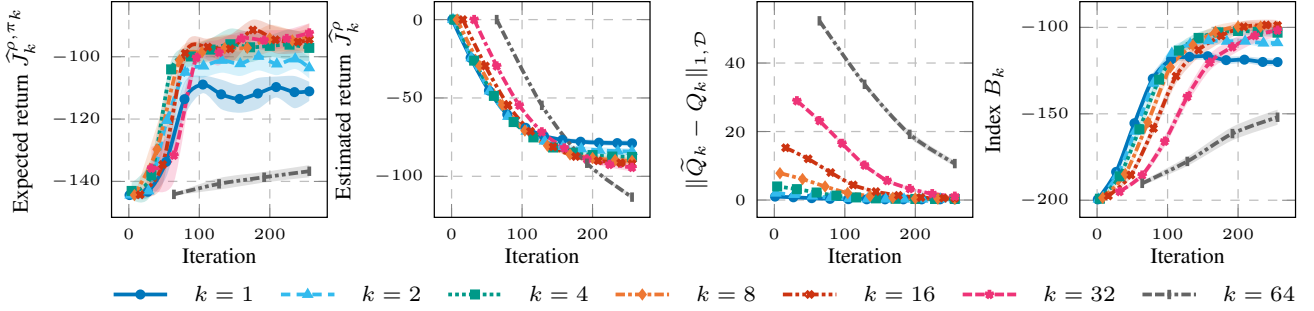 Expected return $\widetilde{J}_k^{\rho,\pi_k}$
−100
−120
−140
0
200
Iteration
Estimated return $\widehat{J}_k^{\rho}$
0
−50
−100
0
100
200
Iteration
$\|\widetilde{Q}_k - Q_k\|_{1,\mathcal{D}}$
40
20
0
0
100
200
Iteration
Index $B_k$
−100
−150
−200
0
100
200
Iteration
k = 1 k = 2 k = 4 k = 8 k = 16 k = 32 k = 64